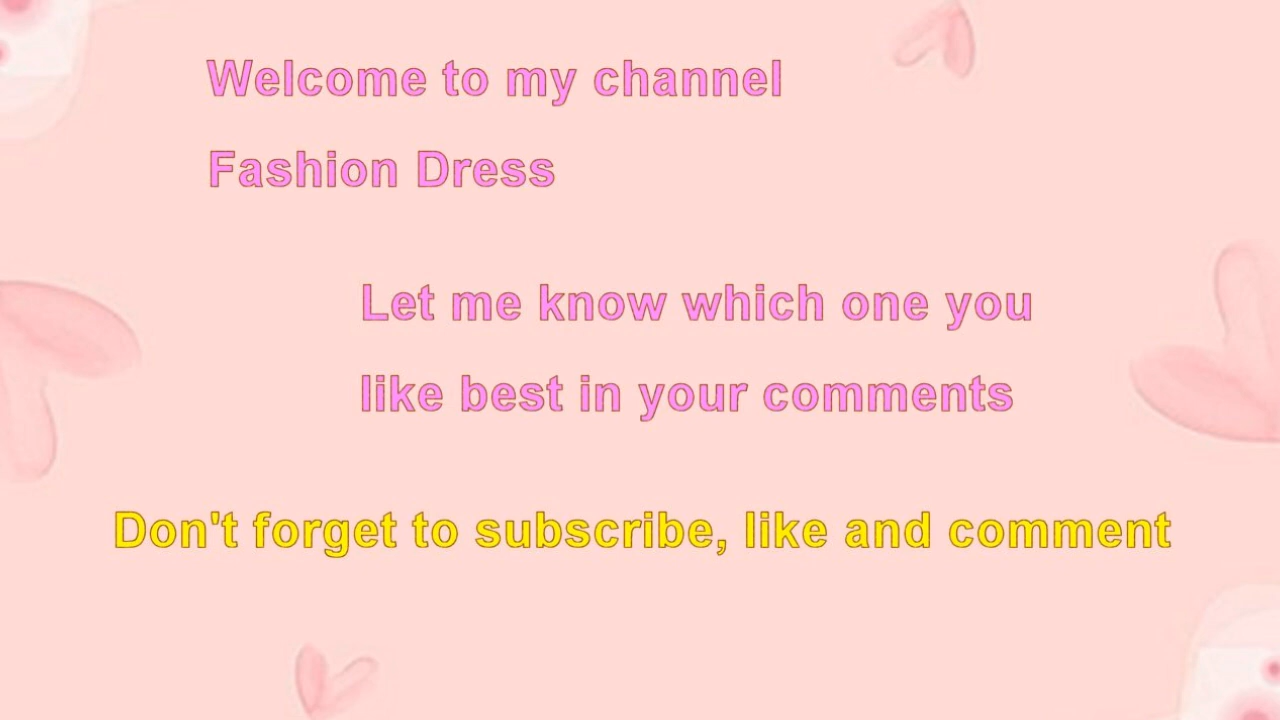 Welcome to my channel
Fashion Dress
Let me know which one you
like best in your comments
Don't forget to subscribe, like and comment